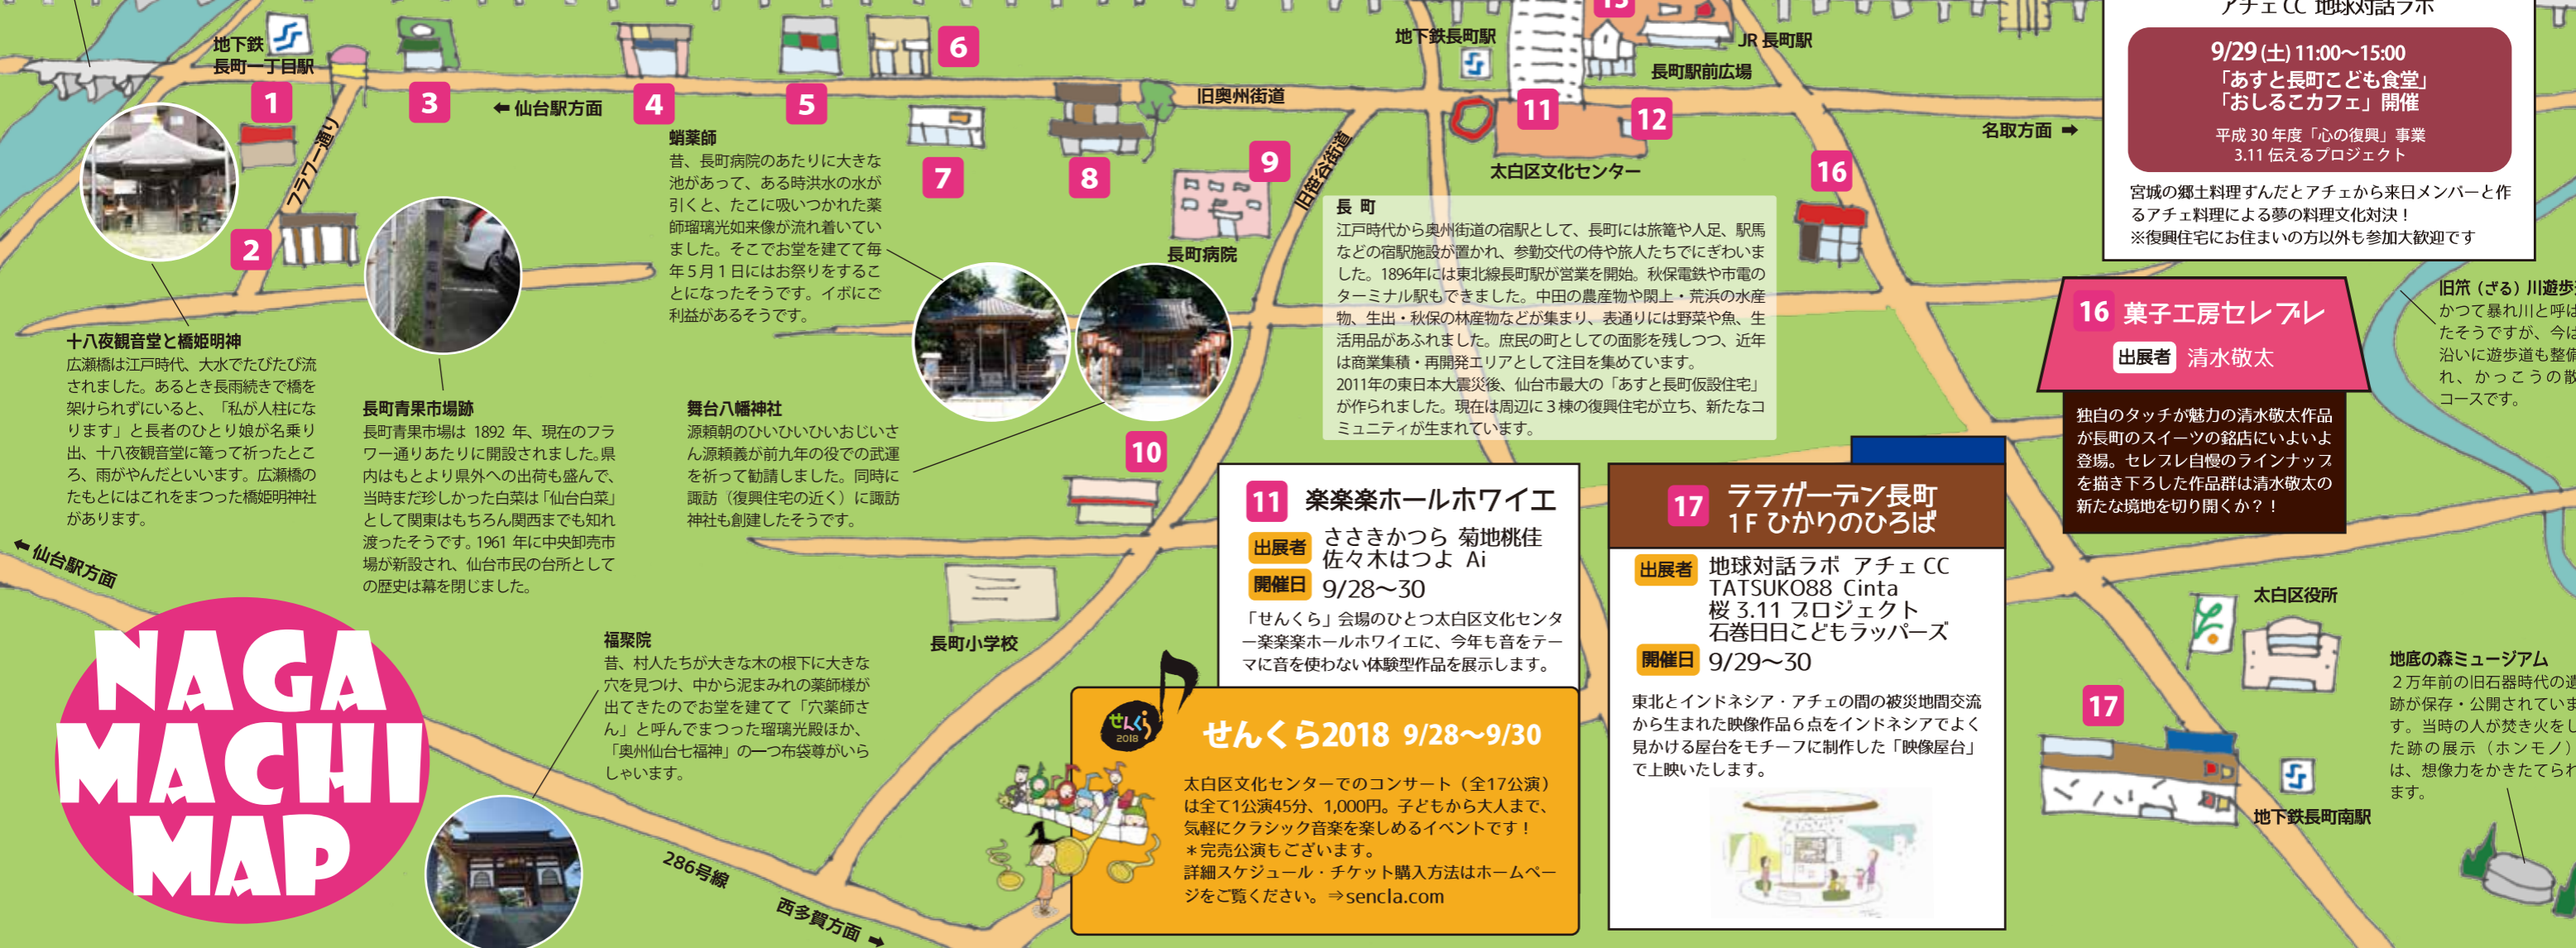 地下鉄
長町一丁目駅
1
2
3
4
5
6
7
8
9
10
11
12
16
17
フラワー通り
← 仙台駅方面
旧奥州街道
旧笹谷街道
地下鉄長町駅
JR 長町駅
長町駅前広場
太白区文化センター
名取方面 →
長町病院
アチェ CC 地球対話ラボ
9/29 (土) 11:00〜15:00
「あすと長町こども食堂」
「おしるこカフェ」開催
平成 30 年度「心の復興」事業
3.11 伝えるプロジェクト
宮城の郷土料理ずんだとアチェから来日メンバーと作
るアチェ料理による夢の料理文化対決！
※復興住宅にお住まいの方以外も参加大歓迎です
蛸薬師
昔、長町病院のあたりに大きな
池があって、ある時洪水の水が
引くと、たこに吸いつかれた薬
師瑠璃光如来像が流れ着いてい
ました。そこでお堂を建てて毎
年５月１日にはお祭りをするこ
とになったそうです。イボにご
利益があるそうです。
長 町
江戸時代から奥州街道の宿駅として、長町には旅篭や人足、駅馬
などの宿駅施設が置かれ、参勤交代の侍や旅人たちでにぎわいま
した。1896年には東北線長町駅が営業を開始。秋保電鉄や市電の
ターミナル駅もできました。中田の農産物や閖上・荒浜の水産
物、生出・秋保の林産物などが集まり、表通りには野菜や魚、生
活用品があふれました。庶民の町としての面影を残しつつ、近年
は商業集積・再開発エリアとして注目を集めています。
2011年の東日本大震災後、仙台市最大の「あすと長町仮設住宅」
が作られました。現在は周辺に３棟の復興住宅が立ち、新たなコ
ミュニティが生まれています。
十八夜観音堂と橋姫明神
広瀬橋は江戸時代、大水でたびたび流
されました。あるとき長雨続きで橋を
架けられずにいると、「私が人柱にな
ります」と長者のひとり娘が名乗り
出、十八夜観音堂に篭って祈ったとこ
ろ、雨がやんだといいます。広瀬橋の
たもとにはこれをまつった橋姫明神社
があります。
長町青果市場跡
長町青果市場は 1892 年、現在のフラ
ワー通りあたりに開設されました。県
内はもとより県外への出荷も盛んで、
当時まだ珍しかった白菜は「仙台白菜」
として関東はもちろん関西までも知れ
渡ったそうです。1961 年に中央卸売市
場が新設され、仙台市民の台所として
の歴史は幕を閉じました。
舞台八幡神社
源頼朝のひいひいひいおじいさ
ん源頼義が前九年の役での武運
を祈って勧請しました。同時に
諏訪（復興住宅の近く）に諏訪
神社も創建したそうです。
16 菓子工房セレブレ
出展者 清水敬太
独自のタッチが魅力の清水敬太作品
が長町のスイーツの銘店にいよいよ
登場。セレブレ自慢のラインナップ
を描き下ろした作品群は清水敬太の
新たな境地を切り開くか？！
旧笊（ざる）川遊歩
かつて暴れ川と呼ば
たそうですが、今は
沿いに遊歩道も整備
れ、かっこうの散
コースです。
← 仙台駅方面
NAGA
MACHI
MAP
福聚院
昔、村人たちが大きな木の根下に大きな
穴を見つけ、中から泥まみれの薬師様が
出てきたのでお堂を建てて「穴薬師さ
ん」と呼んでまつった瑠璃光殿ほか、
「奥州仙台七福神」の一つ布袋尊がいら
しゃいます。
長町小学校
286号線
西多賀方面 →
11 楽楽楽ホールホワイエ
出展者 ささきかつら 菊地桃佳
佐々木はつよ Ai
開催日 9/28〜30
「せんくら」会場のひとつ太白区文化センタ
ー楽楽楽ホールホワイエに、今年も音をテー
マに音を使わない体験型作品を展示します。
せんくら
2018
せんくら2018 9/28〜9/30
太白区文化センターでのコンサート（全17公演）
は全て1公演45分、1,000円。子どもから大人まで、
気軽にクラシック音楽を楽しめるイベントです！
＊完売公演もございます。
詳細スケジュール・チケット購入方法はホームペー
ジをご覧ください。⇒sencla.com
17 ララガーデン長町
1F ひかりのひろば
出展者 地球対話ラボ アチェ CC
TATSUKO88 Cinta
桜 3.11 プロジェクト
石巻日日こどもラッパーズ
開催日 9/29〜30
東北とインドネシア・アチェの間の被災地間交流
から生まれた映像作品６点をインドネシアでよく
見かける屋台をモチーフに制作した「映像屋台」
で上映いたします。
太白区役所
地下鉄長町南駅
地底の森ミュージアム
２万年前の旧石器時代の遺
跡が保存・公開されていま
す。当時の人が焚き火をし
た跡の展示（ホンモノ）
は、想像力をかきたてられ
ます。